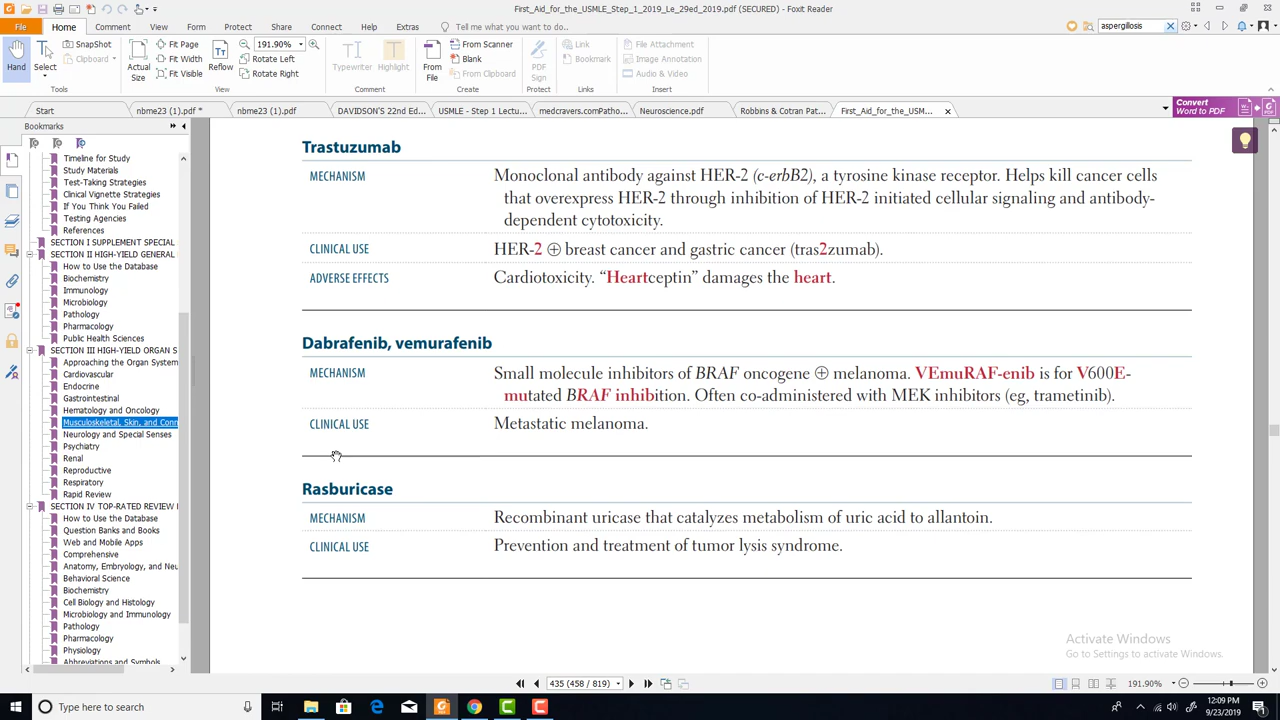 First_Aid_for_the_USMLE_Step_1_2019_Le_29ed_2019.pdf (SECURED) - Foxit Reader
File Home Comment View Form Protect Share Connect Help Extras Tell me what you want to do...
aspergillosis
SnapShot
Clipboard
Hand
Select
Actual Size
Fit Page
Fit Width
Fit Visible
Reflow
191.90%
Rotate Left
Rotate Right
Typewriter
Highlight
From File
From Scanner
Blank
From Clipboard
PDF Sign
Link
Bookmark
File Attachment
Image Annotation
Audio & Video
Tools View Comment Create Protect Links Insert
Start nbme23 (1).pdf * nbme23 (1).pdf DAVIDSON'S 22nd Ed... USMLE - Step 1 Lectu... medcravers.comPatho... Neuroscience.pdf Robbins & Cotran Pat... First_Aid_for_the_USM...
Convert
Word to PDF
Bookmarks
Timeline for Study
Study Materials
Test-Taking Strategies
Clinical Vignette Strategies
If You Think You Failed
Testing Agencies
References
SECTION I SUPPLEMENT SPECIAL
SECTION II HIGH-YIELD GENERAL
How to Use the Database
Biochemistry
Immunology
Microbiology
Pathology
Pharmacology
Public Health Sciences
SECTION III HIGH-YIELD ORGAN S
Approaching the Organ System
Cardiovascular
Endocrine
Gastrointestinal
Hematology and Oncology
Musculoskeletal, Skin, and Conn
Neurology and Special Senses
Psychiatry
Renal
Reproductive
Respiratory
Rapid Review
SECTION IV TOP-RATED REVIEW
How to Use the Database
Question Banks and Books
Web and Mobile Apps
Comprehensive
Anatomy, Embryology, and Neu
Behavioral Science
Biochemistry
Cell Biology and Histology
Microbiology and Immunology
Pathology
Pharmacology
Physiology
Abbreviations and Symbols
Trastuzumab
MECHANISM Monoclonal antibody against HER-2 (c-erbB2), a tyrosine kinase receptor. Helps kill cancer cells
that overexpress HER-2 through inhibition of HER-2 initiated cellular signaling and antibody-
dependent cytotoxicity.
CLINICAL USE HER-2 ⊕ breast cancer and gastric cancer (tras2zumab).
ADVERSE EFFECTS Cardiotoxicity. “Heartceptin” damages the heart.
Dabrafenib, vemurafenib
MECHANISM Small molecule inhibitors of BRAF oncogene ⊕ melanoma. VEmuRAF-enib is for V600E-
mutated BRAF inhibition. Often co-administered with MEK inhibitors (eg, trametinib).
CLINICAL USE Metastatic melanoma.
Rasburicase
MECHANISM Recombinant uricase that catalyzes metabolism of uric acid to allantoin.
CLINICAL USE Prevention and treatment of tumor lysis syndrome.
Activate Windows
Go to Settings to activate Windows.
435 (458 / 819)
191.90%
Type here to search
12:09 PM
9/23/2019